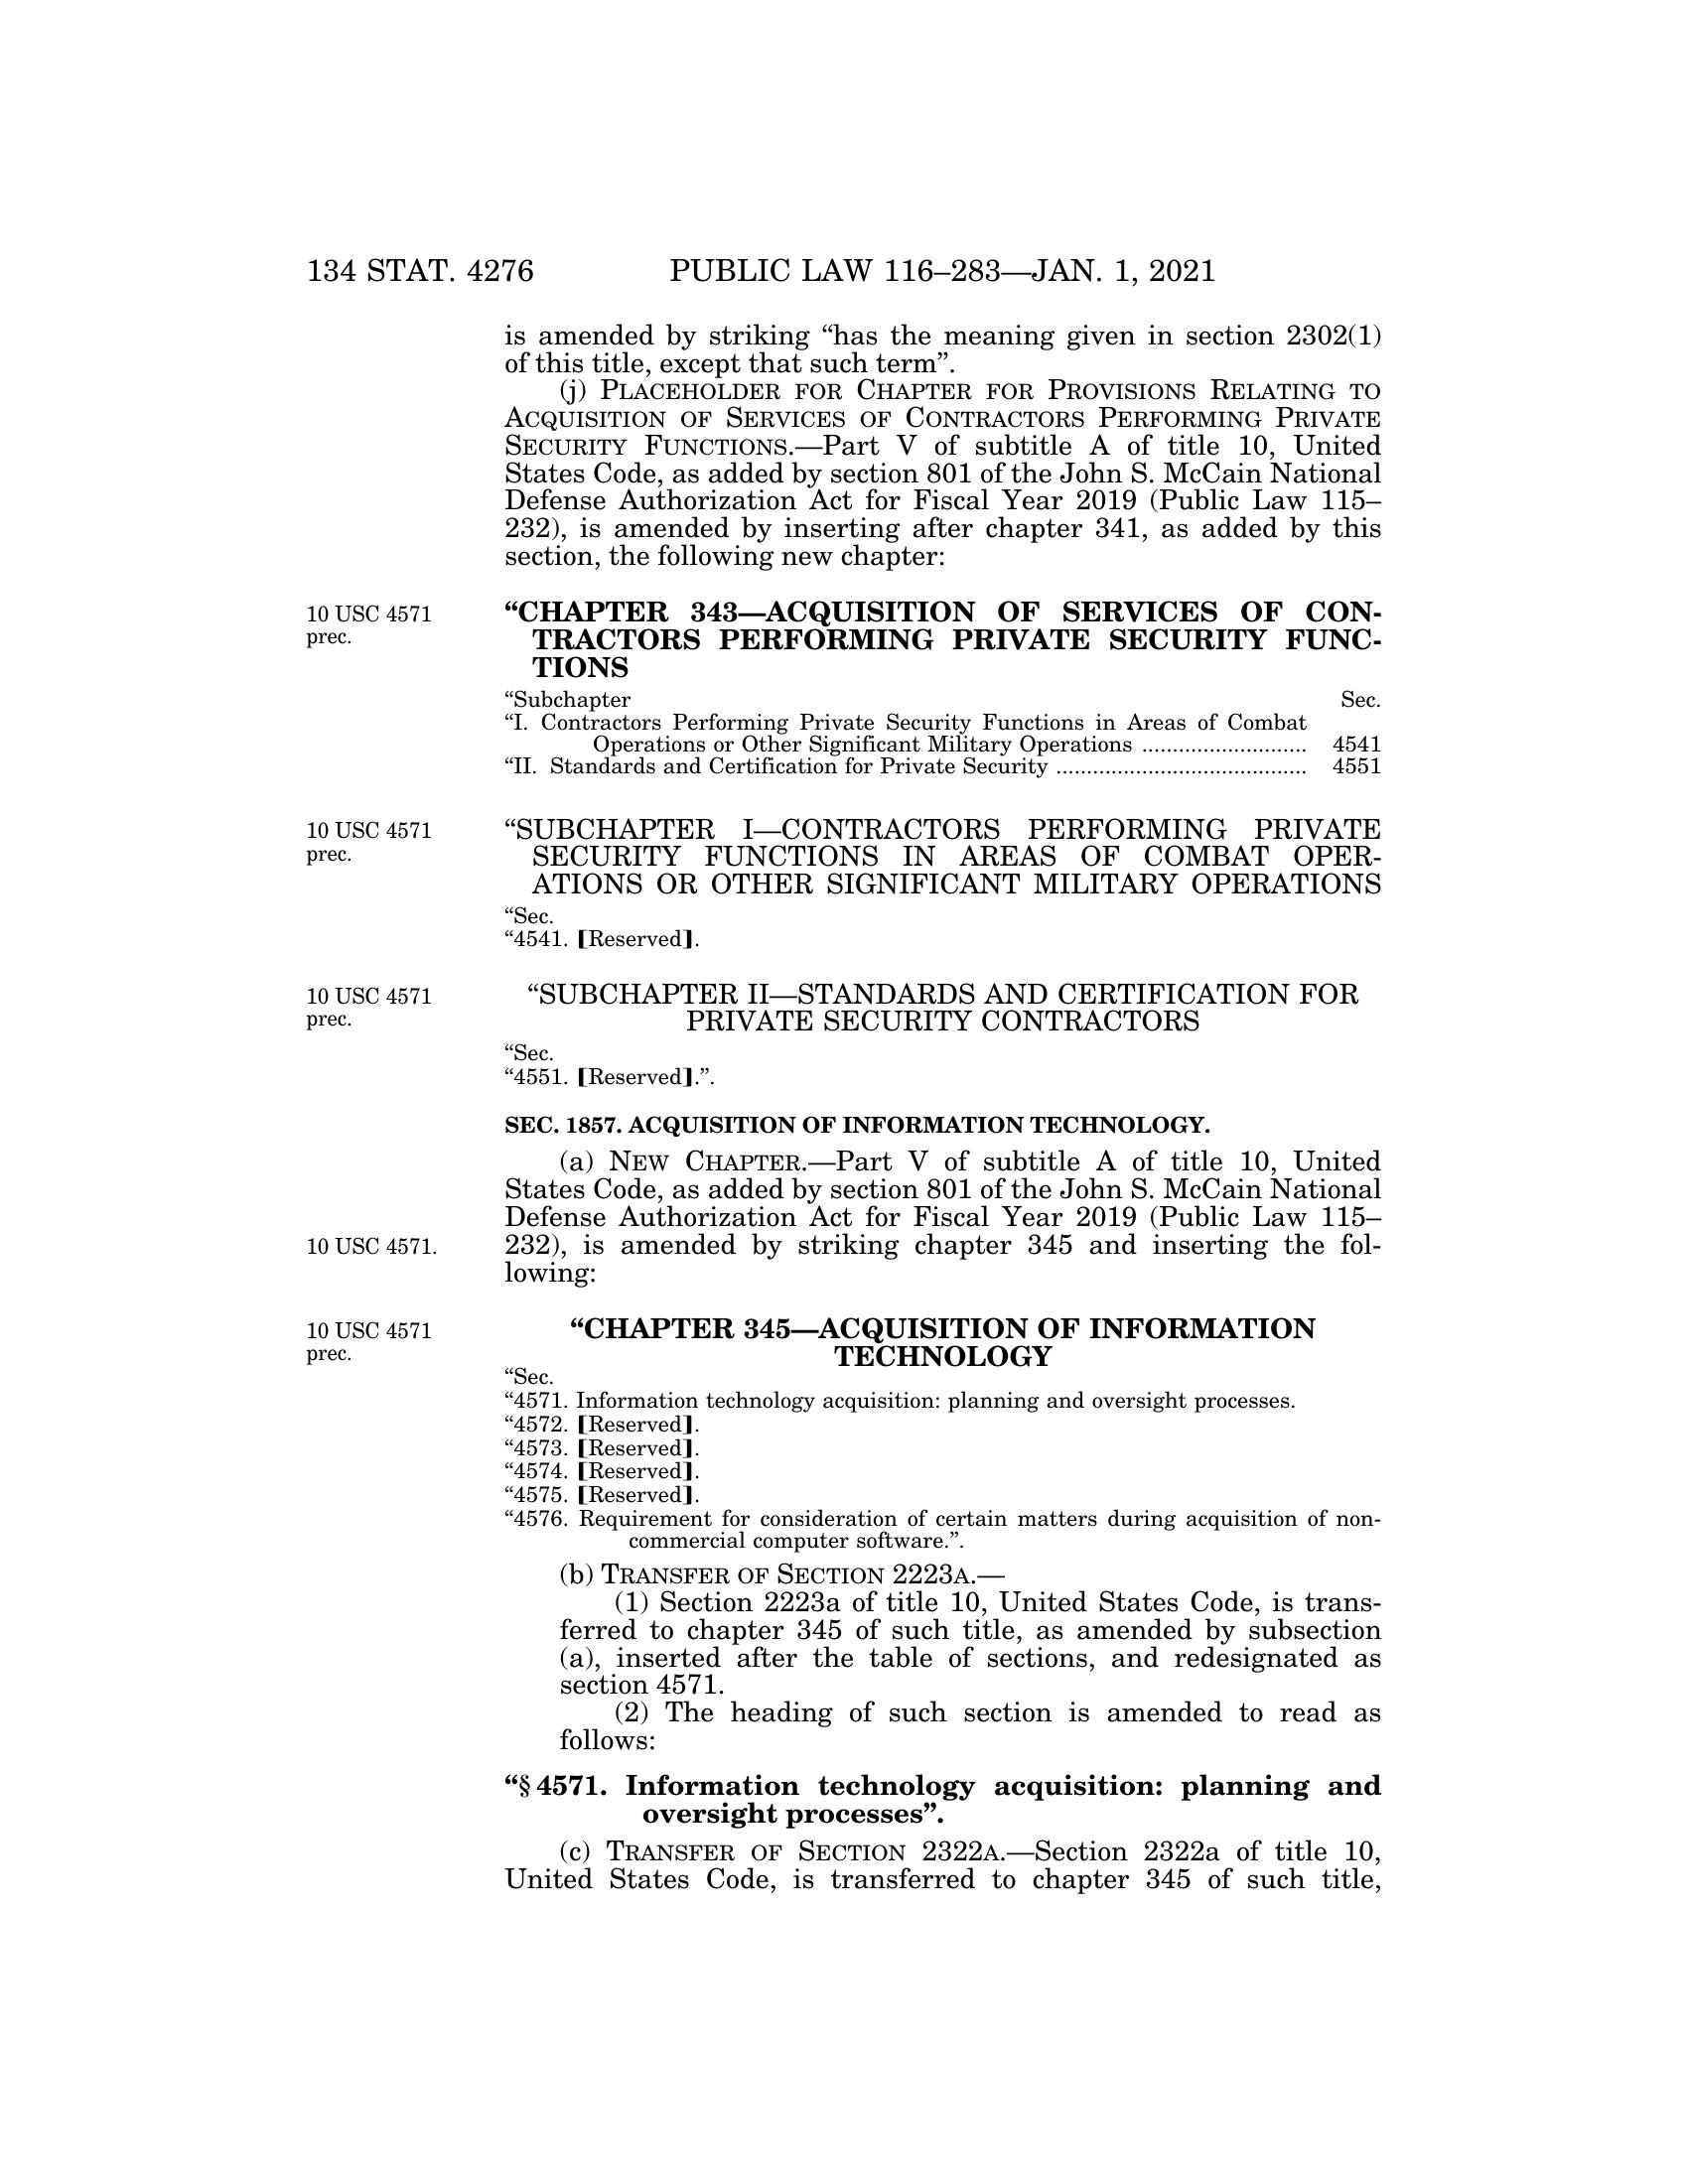 134 STAT. 4276 PUBLIC LAW 116–283—JAN. 1, 2021
is amended by striking “has the meaning given in section 2302(1)
of this title, except that such term”.
(j) PLACEHOLDER FOR CHAPTER FOR PROVISIONS RELATING TO
ACQUISITION OF SERVICES OF CONTRACTORS PERFORMING PRIVATE
SECURITY FUNCTIONS.—Part V of subtitle A of title 10, United
States Code, as added by section 801 of the John S. McCain National
Defense Authorization Act for Fiscal Year 2019 (Public Law 115–
232), is amended by inserting after chapter 341, as added by this
section, the following new chapter:
10 USC 4571
prec.
“CHAPTER 343—ACQUISITION OF SERVICES OF CON-
TRACTORS PERFORMING PRIVATE SECURITY FUNC-
TIONS
“Subchapter Sec.
“I. Contractors Performing Private Security Functions in Areas of Combat
Operations or Other Significant Military Operations ........................... 4541
“II. Standards and Certification for Private Security ......................................... 4551
10 USC 4571
prec.
“SUBCHAPTER I—CONTRACTORS PERFORMING PRIVATE
SECURITY FUNCTIONS IN AREAS OF COMBAT OPER-
ATIONS OR OTHER SIGNIFICANT MILITARY OPERATIONS
“Sec.
“4541. [Reserved].
10 USC 4571
prec.
“SUBCHAPTER II—STANDARDS AND CERTIFICATION FOR
PRIVATE SECURITY CONTRACTORS
“Sec.
“4551. [Reserved].”.
SEC. 1857. ACQUISITION OF INFORMATION TECHNOLOGY.
(a) NEW CHAPTER.—Part V of subtitle A of title 10, United
States Code, as added by section 801 of the John S. McCain National
Defense Authorization Act for Fiscal Year 2019 (Public Law 115–
10 USC 4571.
232), is amended by striking chapter 345 and inserting the fol-
lowing:
10 USC 4571
prec.
“CHAPTER 345—ACQUISITION OF INFORMATION
TECHNOLOGY
“Sec.
“4571. Information technology acquisition: planning and oversight processes.
“4572. [Reserved].
“4573. [Reserved].
“4574. [Reserved].
“4575. [Reserved].
“4576. Requirement for consideration of certain matters during acquisition of non-
commercial computer software.”.
(b) TRANSFER OF SECTION 2223A.—
(1) Section 2223a of title 10, United States Code, is trans-
ferred to chapter 345 of such title, as amended by subsection
(a), inserted after the table of sections, and redesignated as
section 4571.
(2) The heading of such section is amended to read as
follows:
“§ 4571. Information technology acquisition: planning and
oversight processes”.
(c) TRANSFER OF SECTION 2322A.—Section 2322a of title 10,
United States Code, is transferred to chapter 345 of such title,